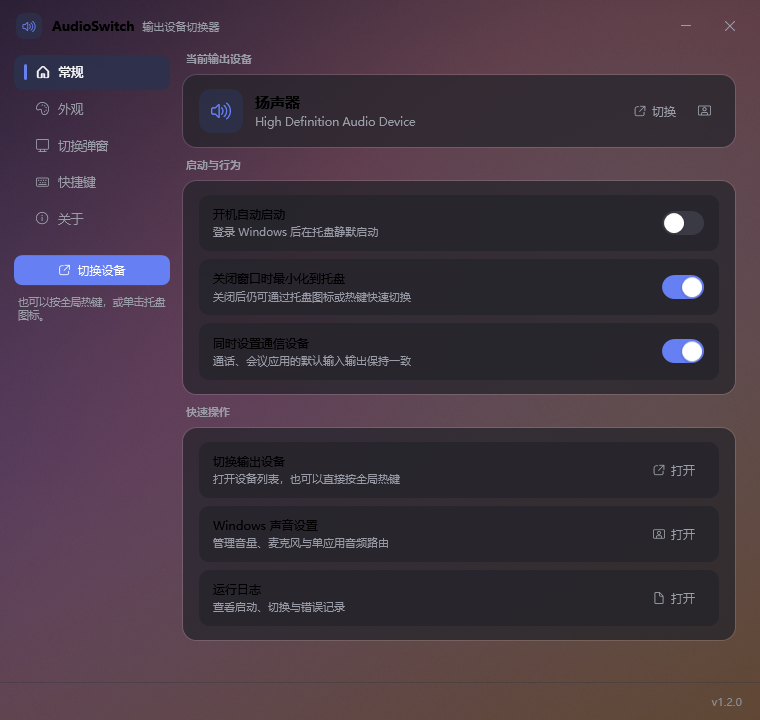 AudioSwitch 输出设备切换器
常规
外观
切换弹窗
快捷键
关于
切换设备
也可以按全局热键，或单击托盘
图标。
当前输出设备
扬声器
High Definition Audio Device
切换
启动与行为
开机自动启动
登录 Windows 后在托盘静默启动
关闭窗口时最小化到托盘
关闭后仍可通过托盘图标或热键快速切换
同时设置通信设备
通话、会议应用的默认输入输出保持一致
快速操作
切换输出设备
打开设备列表，也可以直接按全局热键
打开
Windows 声音设置
管理音量、麦克风与单应用音频路由
打开
运行日志
查看启动、切换与错误记录
打开
v1.2.0